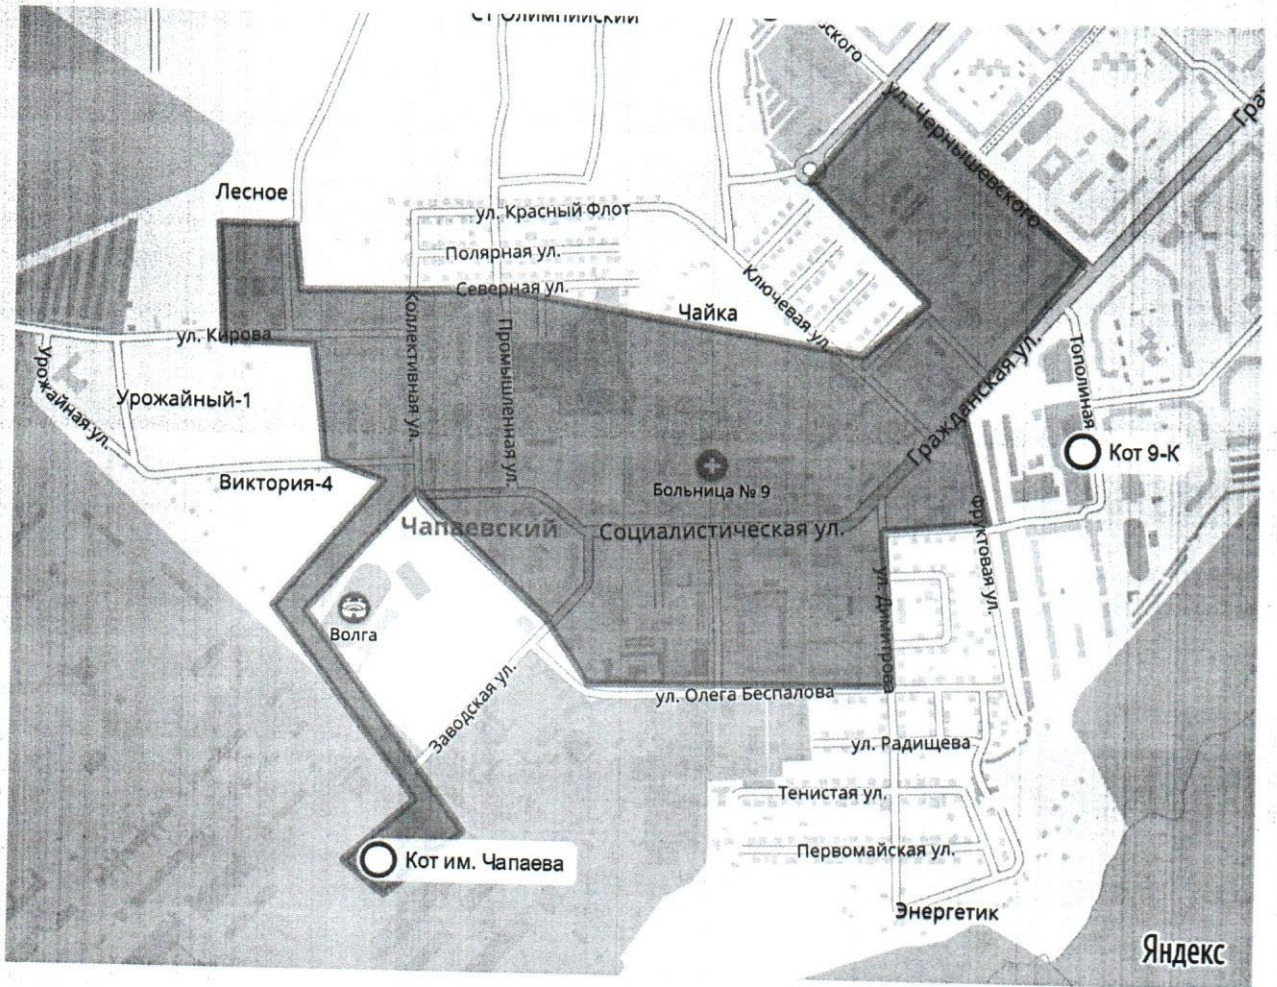 СТ Олимпийский
ул. Чернышевского
Лесное
ул. Красный Флот
Полярная ул.
Северная ул.
Ключевая ул.
Чайка
ул. Кирова
Коллективная ул.
Промышленная ул.
Гражданская ул.
Тополиная
Урожайная ул.
Урожайный-1
Кот 9-К
Виктория-4
Больница № 9
Чапаевский
Социалистическая ул.
Фруктовая ул.
ул. Димитрова
Волга
Заводская ул.
ул. Олега Беспалова
ул. Радищева
Тенистая ул.
Первомайская ул.
Кот им. Чапаева
Энергетик
Яндекс